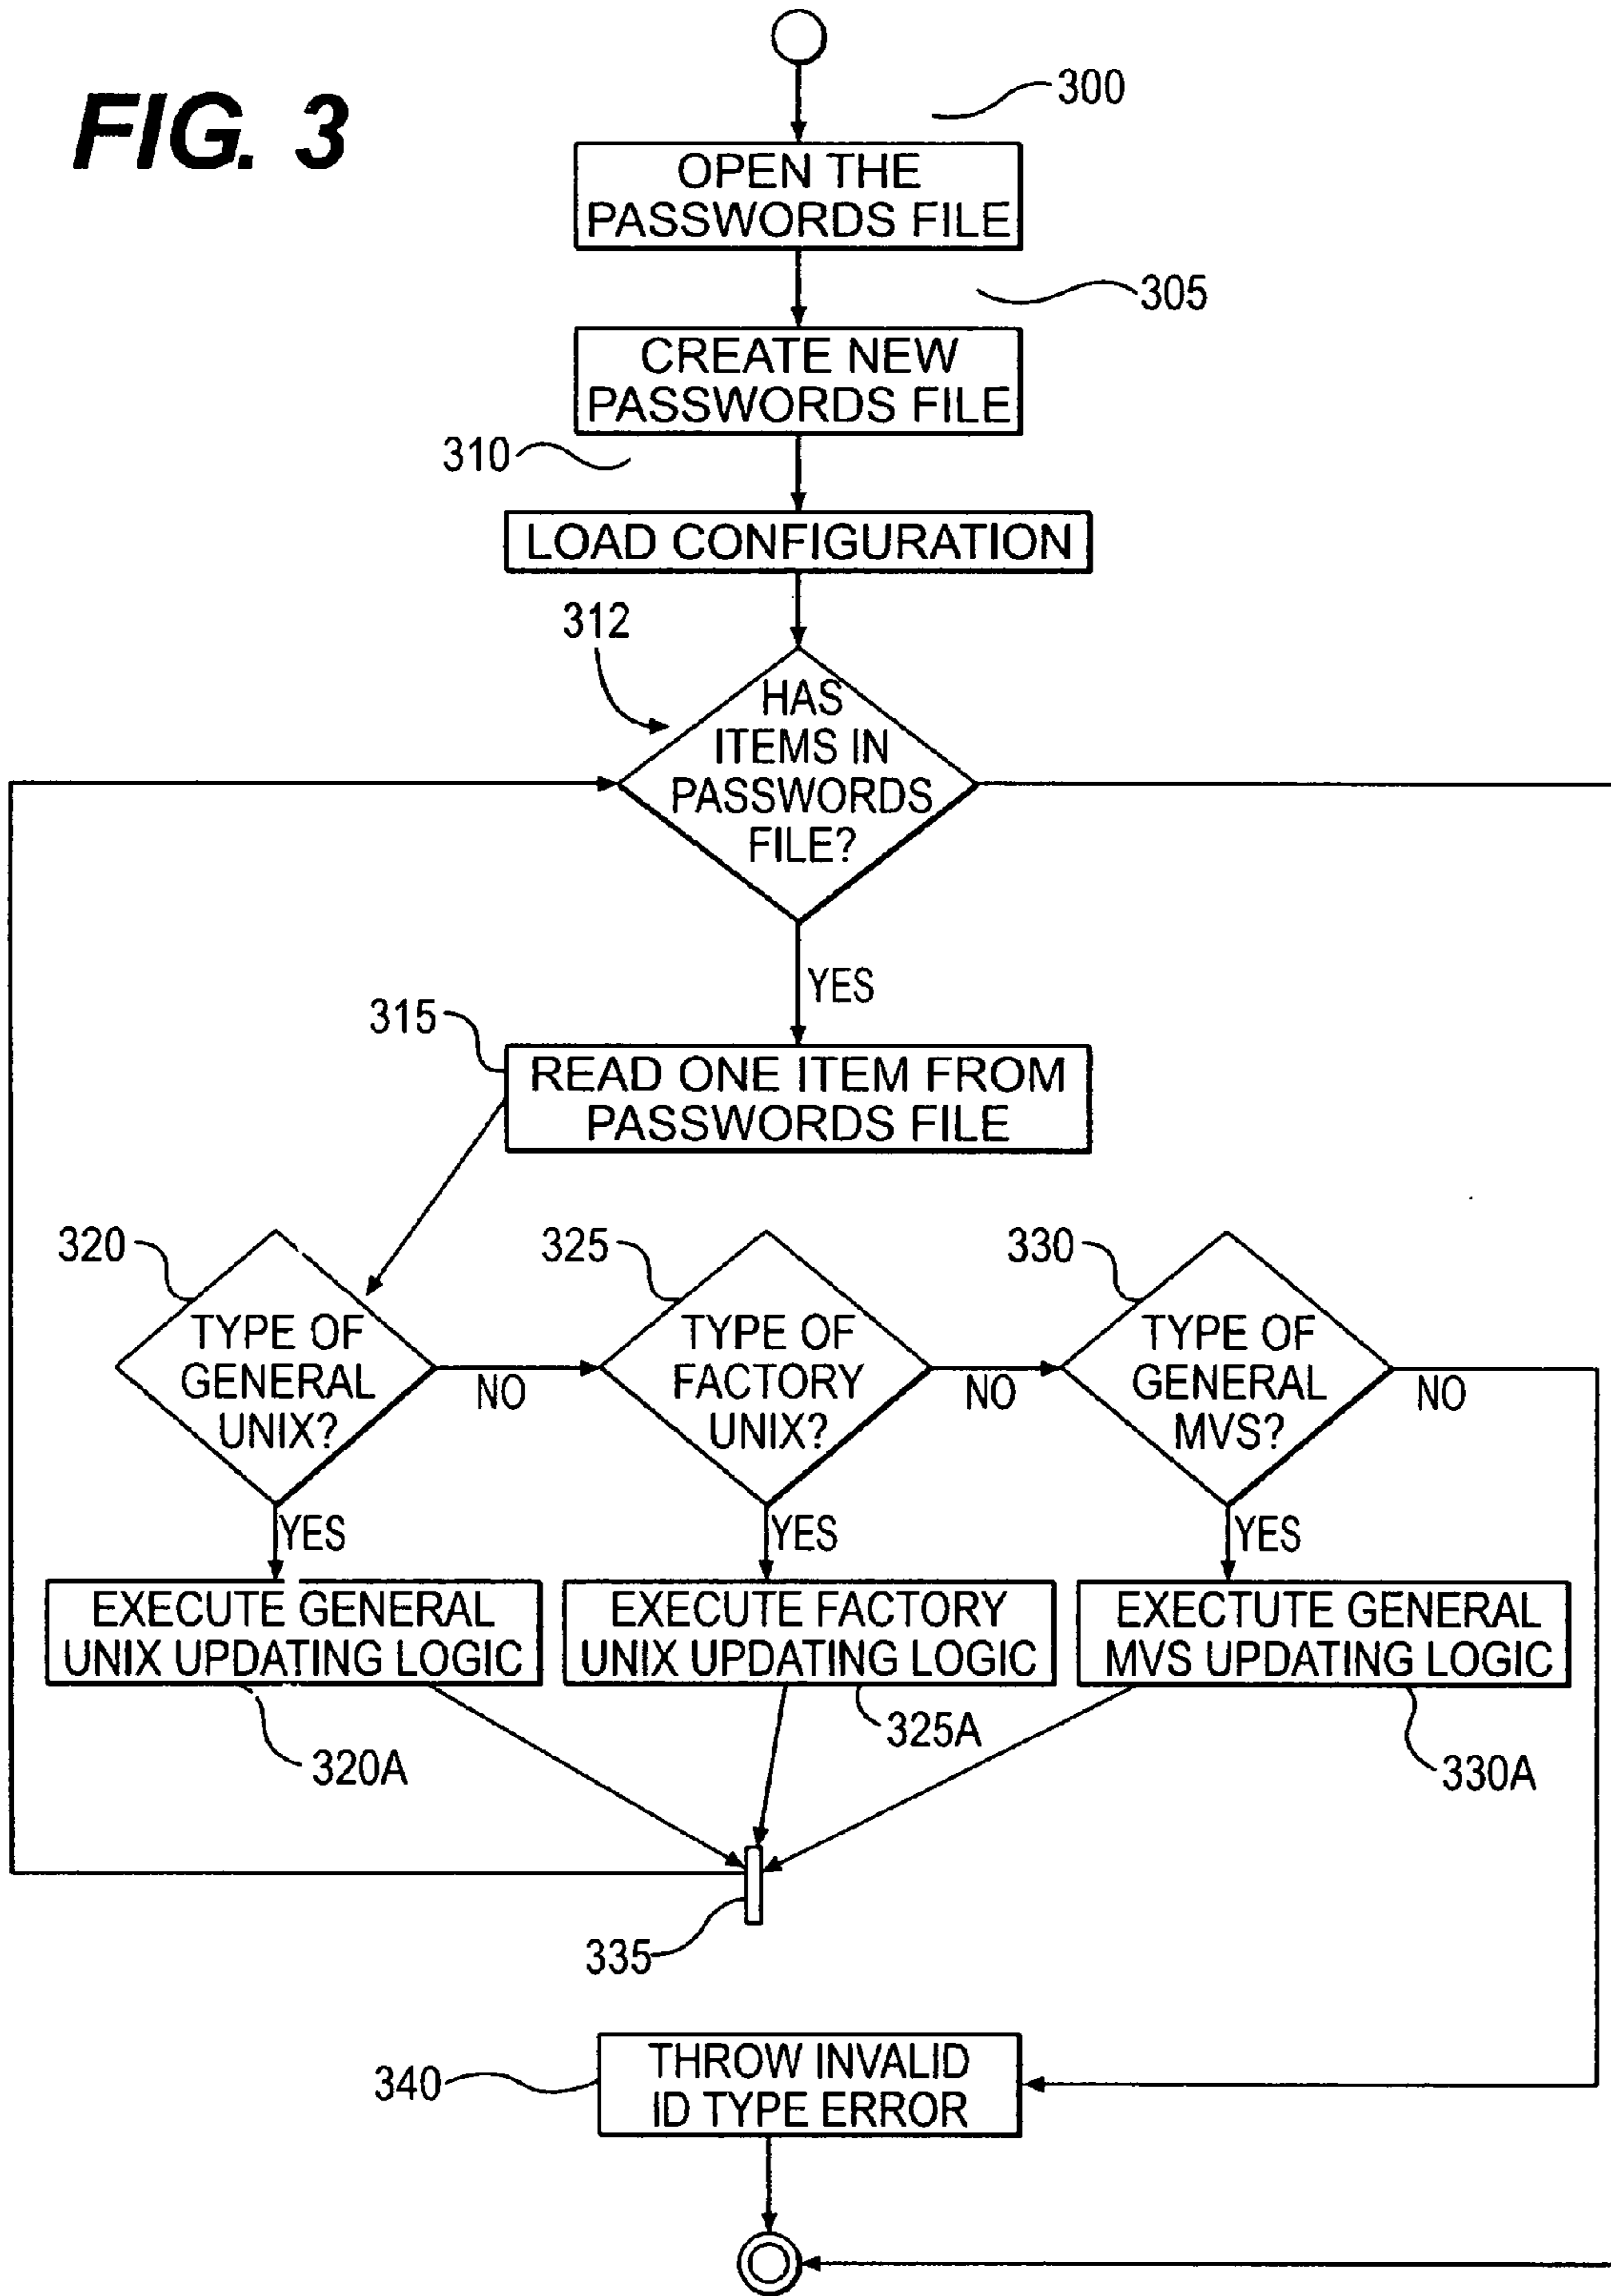 FIG. 3
300
OPEN THE
PASSWORDS FILE
305
CREATE NEW
PASSWORDS FILE
310
LOAD CONFIGURATION
312
HAS
ITEMS IN
PASSWORDS
FILE?
YES
315
READ ONE ITEM FROM
PASSWORDS FILE
320
TYPE OF
GENERAL
UNIX?
NO
325
TYPE OF
FACTORY
UNIX?
NO
330
TYPE OF
GENERAL
MVS?
NO
YES
YES
YES
EXECUTE GENERAL
UNIX UPDATING LOGIC
EXECUTE FACTORY
UNIX UPDATING LOGIC
EXECTUTE GENERAL
MVS UPDATING LOGIC
320A
325A
330A
335
340
THROW INVALID
ID TYPE ERROR